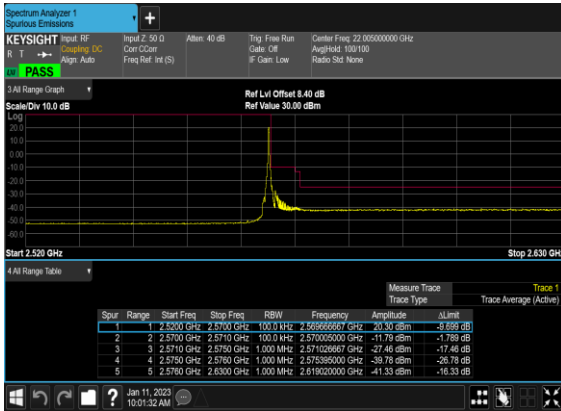 Spectrum Analyzer 1
Spurious Emissions
KEYSIGHT Input: RF Input Z: 50 Ω Atten: 40 dB Trig: Free Run Center Freq: 22.005000000 GHz
R T Coupling: DC Corr CCorr Gate: Off Avg|Hold: 100/100
Align: Auto Freq Ref: Int (S) IF Gain: Low Radio Std: None
PASS
3 All Range Graph
Ref Lvl Offset 8.40 dB
Scale/Div 10.0 dB Ref Value 30.00 dBm
Log
20.0
10.0
0.00
-10.0
-20.0
-30.0
-40.0
-50.0
-60.0
Start 2.520 GHz Stop 2.630 GH
4 All Range Table
Measure Trace Trace 1
Trace Type Trace Average (Active)
Spur Range Start Freq Stop Freq RBW Frequency Amplitude ΔLimit
1 1 2.5200 GHz 2.5700 GHz 100.0 kHz 2.569666667 GHz 20.30 dBm -9.699 dB
2 2 2.5700 GHz 2.5710 GHz 100.0 kHz 2.570005000 GHz -11.79 dBm -1.789 dB
3 3 2.5710 GHz 2.5750 GHz 1.000 MHz 2.571026667 GHz -27.46 dBm -17.46 dB
4 4 2.5750 GHz 2.5760 GHz 1.000 MHz 2.575395000 GHz -39.78 dBm -26.78 dB
5 5 2.5760 GHz 2.6300 GHz 1.000 MHz 2.619020000 GHz -41.33 dBm -16.33 dB
? Jan 11, 2023
10:01:32 AM